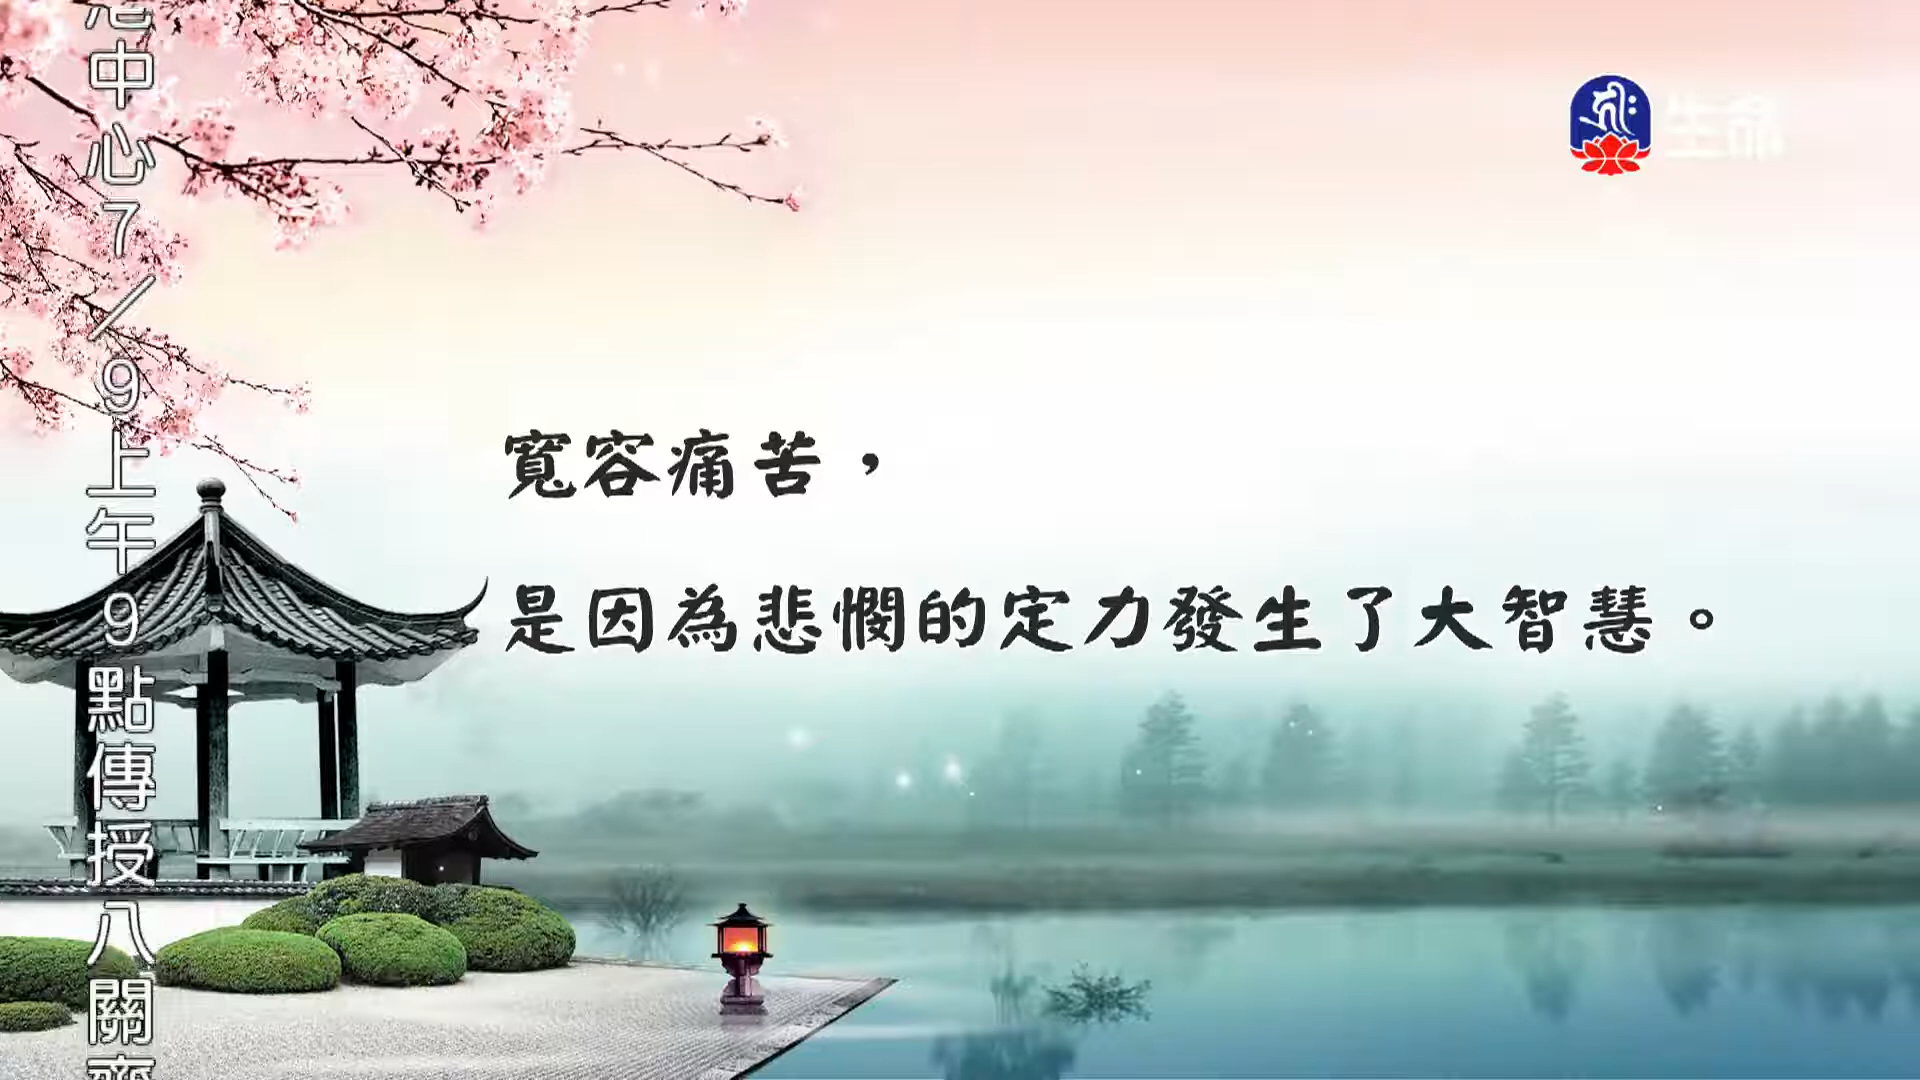 生命
寬容痛苦，
是因為悲憫的定力發生了大智慧。
中心7/9上午9點傳授八關